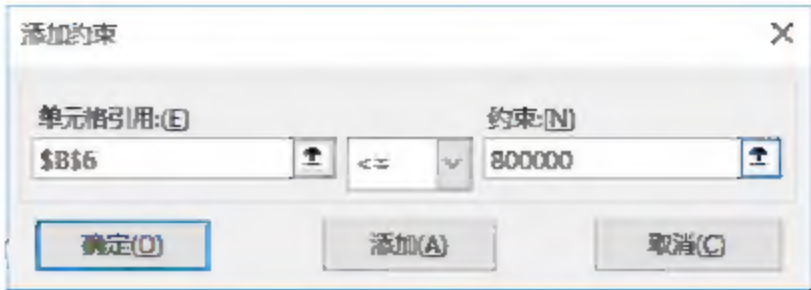 添加约束
单元格引用:(E) 约束:(N)
$B$6 <= 800000
确定(O) 添加(A) 取消(C)